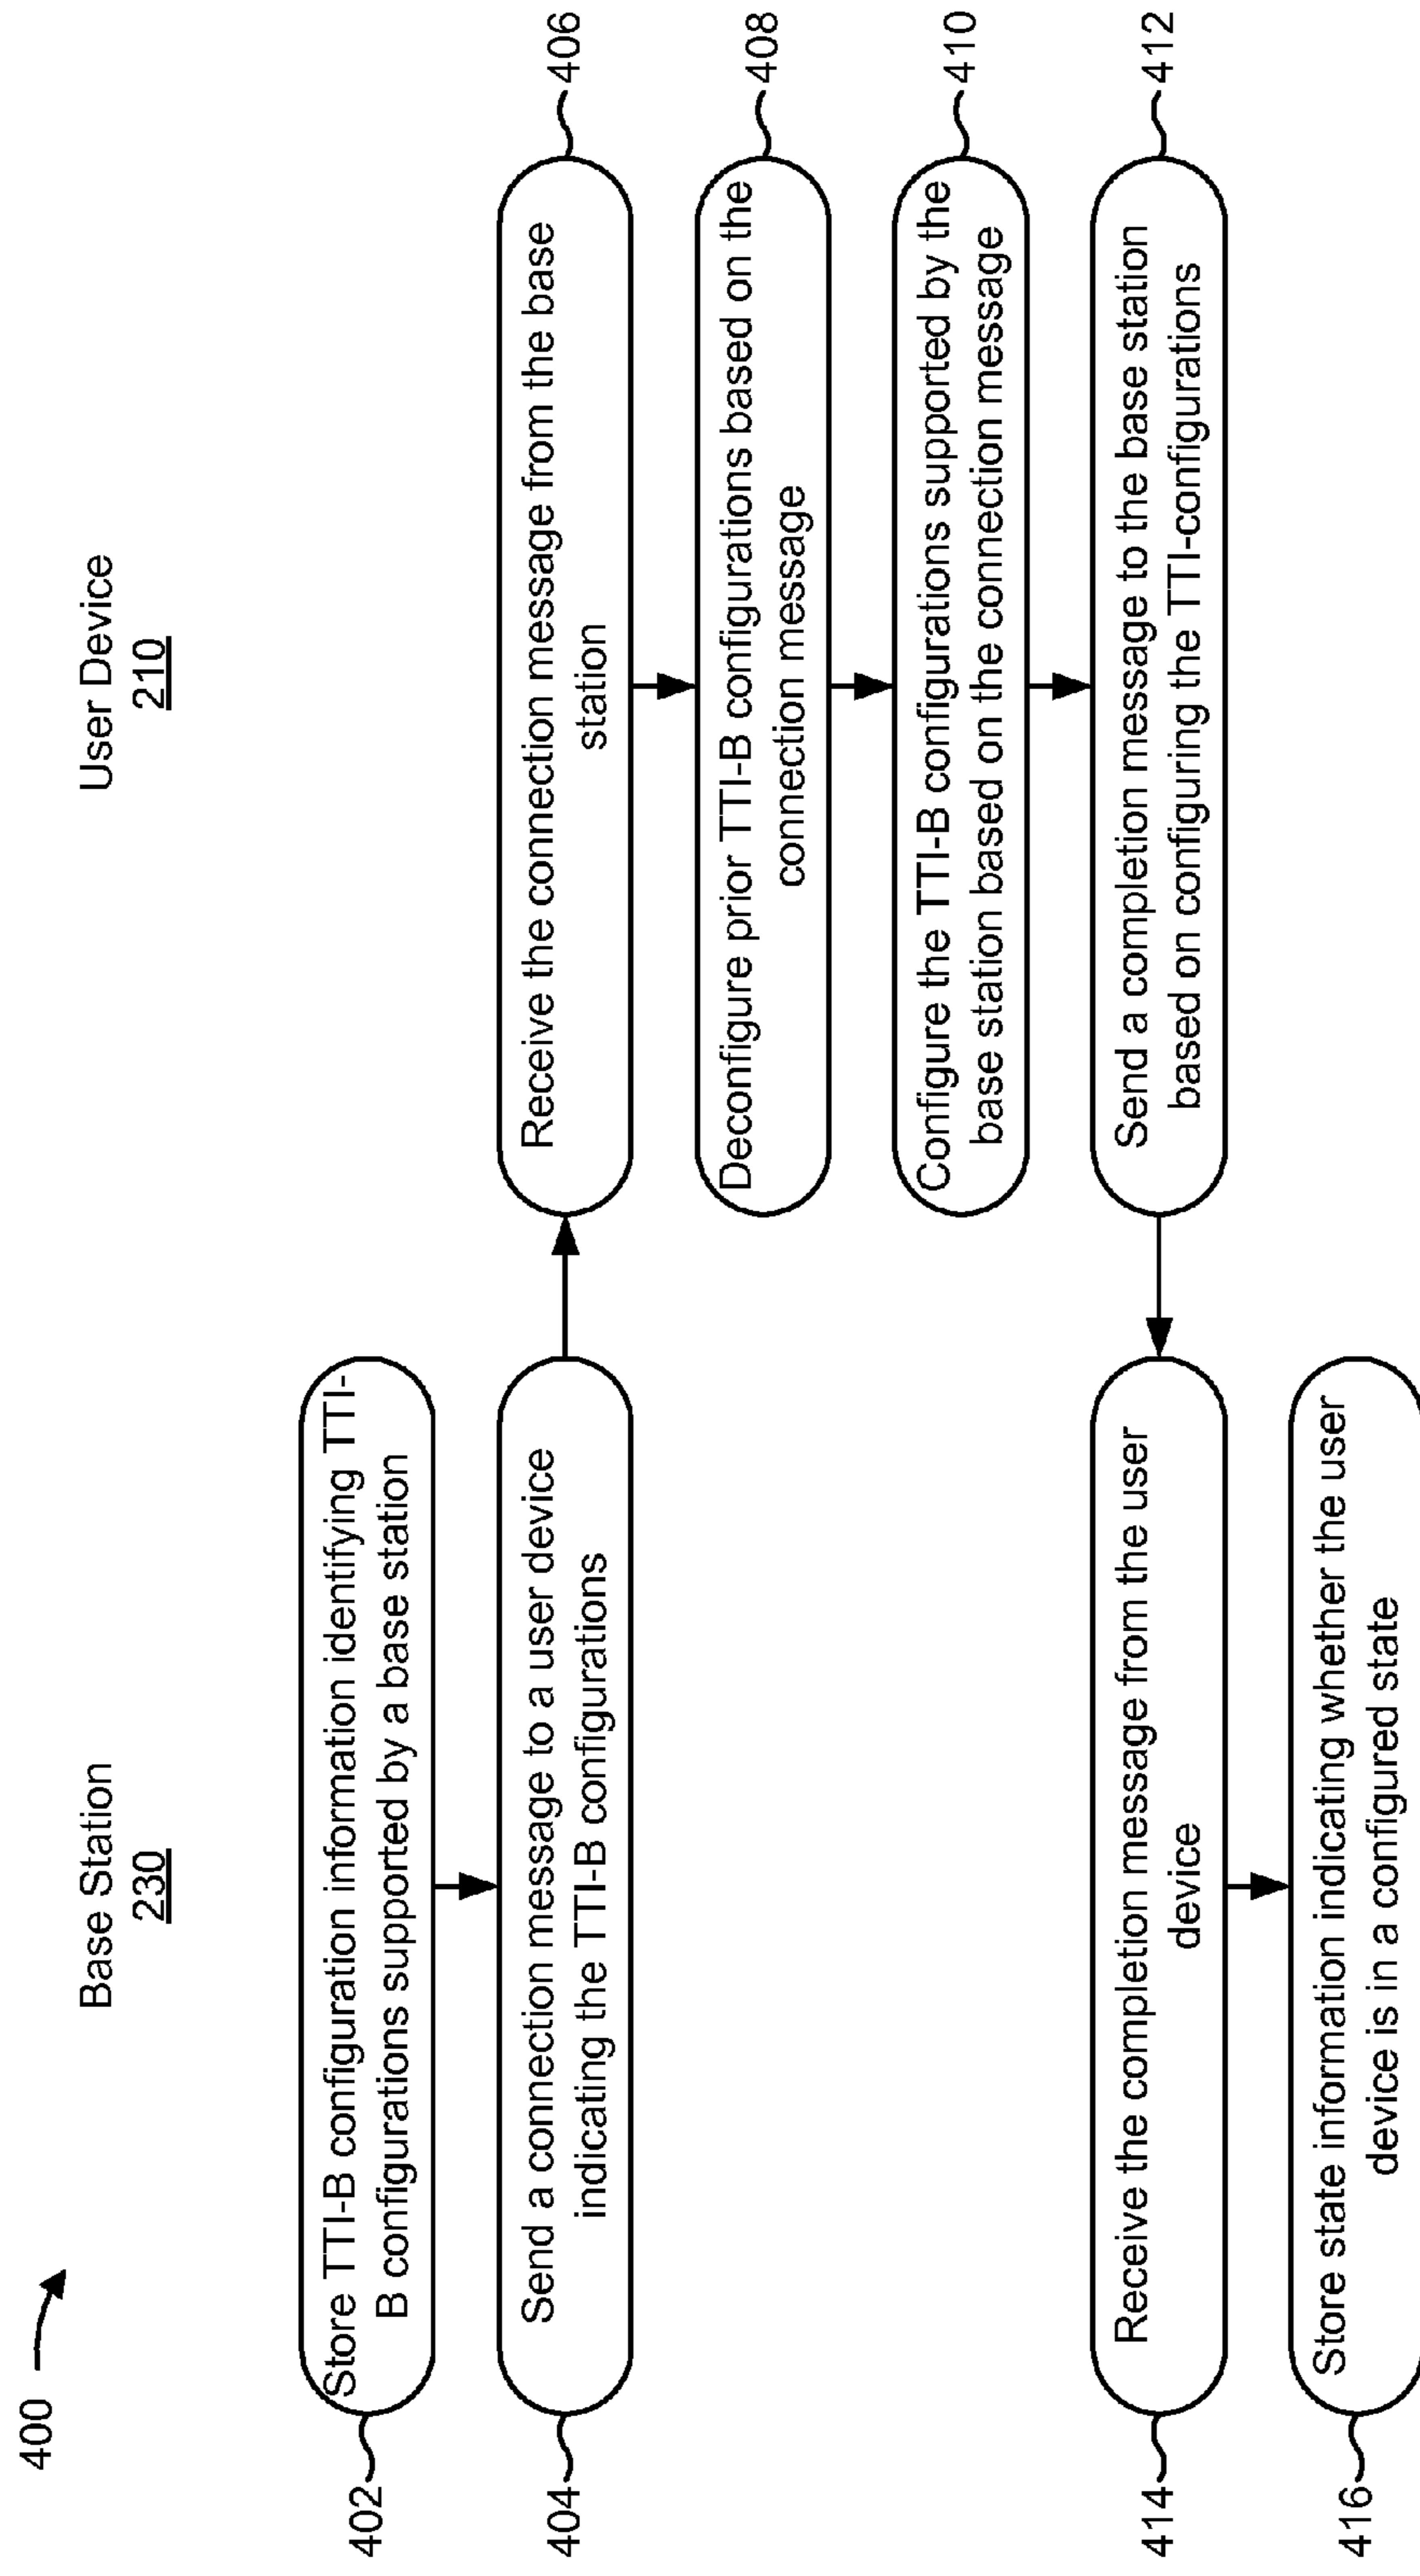 400
Base Station
230
User Device
210
402
Store TTI-B configuration information identifying TTI-
B configurations supported by a base station
404
Send a connection message to a user device
indicating the TTI-B configurations
Receive the connection message from the base
station
406
Deconfigure prior TTI-B configurations based on the
connection message
408
Configure the TTI-B configurations supported by the
base station based on the connection message
410
Send a completion message to the base station
based on configuring the TTI-configurations
412
414
Receive the completion message from the user
device
416
Store state information indicating whether the user
device is in a configured state